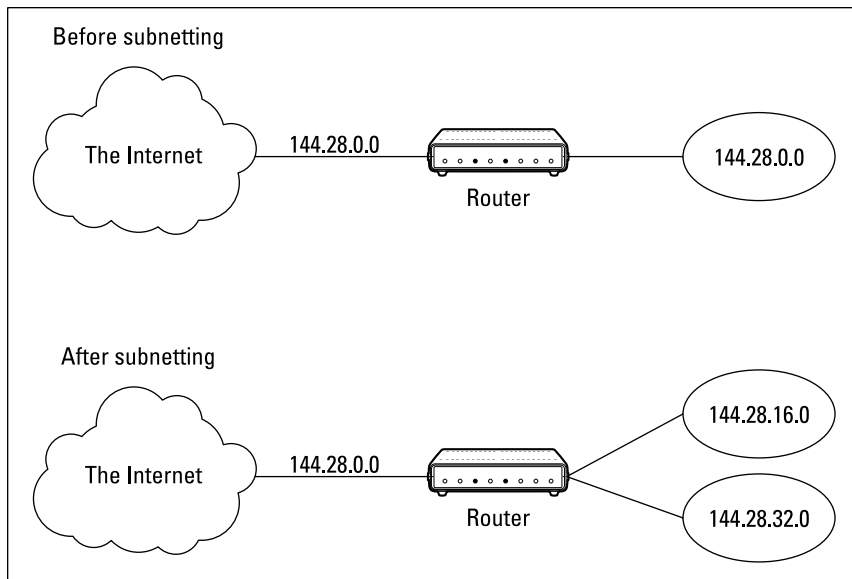 Before subnetting
The Internet
144.28.0.0
Router
144.28.0.0
After subnetting
The Internet
144.28.0.0
Router
144.28.16.0
144.28.32.0